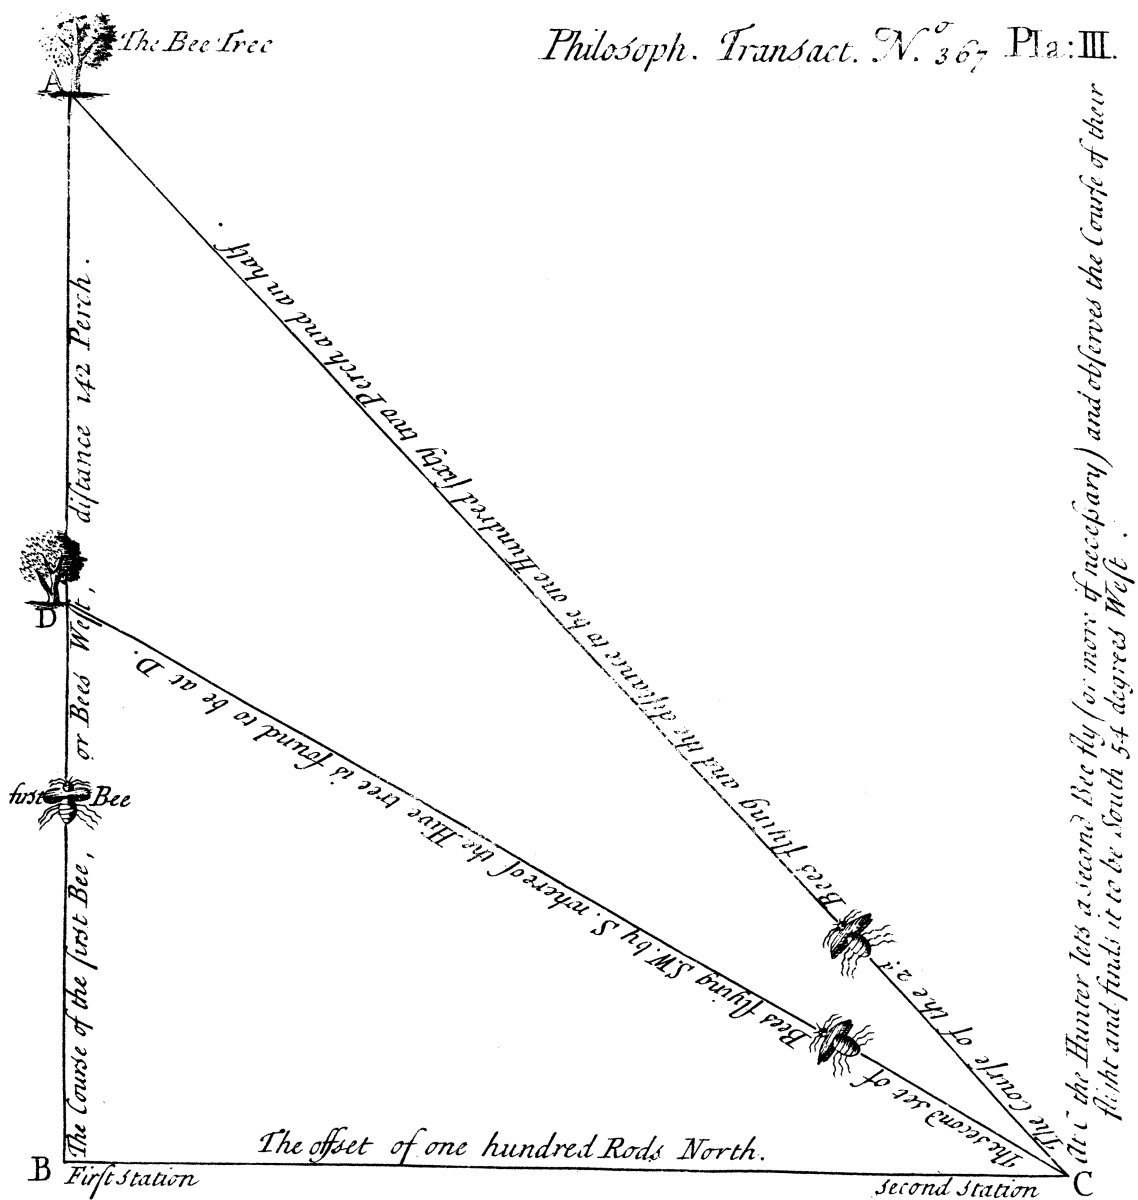 The Bee Tree
Philosoph. Transact. N.o 367 Pla: III.
A
The Course of the first Bee, or Bees West, distance 142 Perch.
D
first Bee
The Course of the 2d. Bees flying and the distance to be one Hundred sixty two Perch and an half.
The second set of Bees flying S.W. by S. whereof the Hive tree is found to be at D.
At C the Hunter lets a second Bee fly (or more if necessary) and observes the Course of their
flight and finds it to be South 54 degrees West.
The offset of one hundred Rods North.
B
First station
second station
C